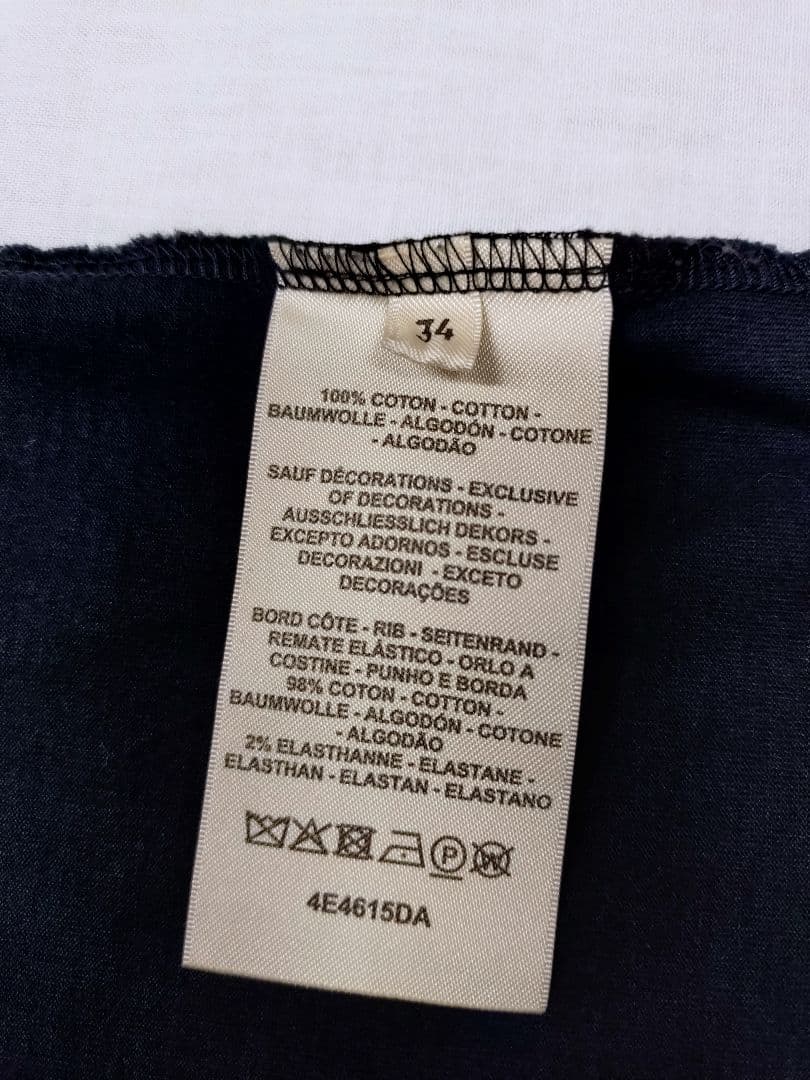 34
100% COTON - COTTON -
BAUMWOLLE - ALGODÓN - COTONE
- ALGODÃO
SAUF DÉCORATIONS - EXCLUSIVE
OF DECORATIONS -
AUSSCHLIESSLICH DEKORS -
EXCEPTO ADORNOS - ESCLUSE
DECORAZIONI - EXCETO
DECORAÇÕES
BORD CÔTE - RIB - SEITENRAND -
REMATE ELÁSTICO - ORLO A
COSTINE - PUNHO E BORDA
98% COTON - COTTON -
BAUMWOLLE - ALGODÓN - COTONE
- ALGODÃO
2% ELASTHANNE - ELASTANE -
ELASTHAN - ELASTAN - ELASTANO
P W
4E4615DA